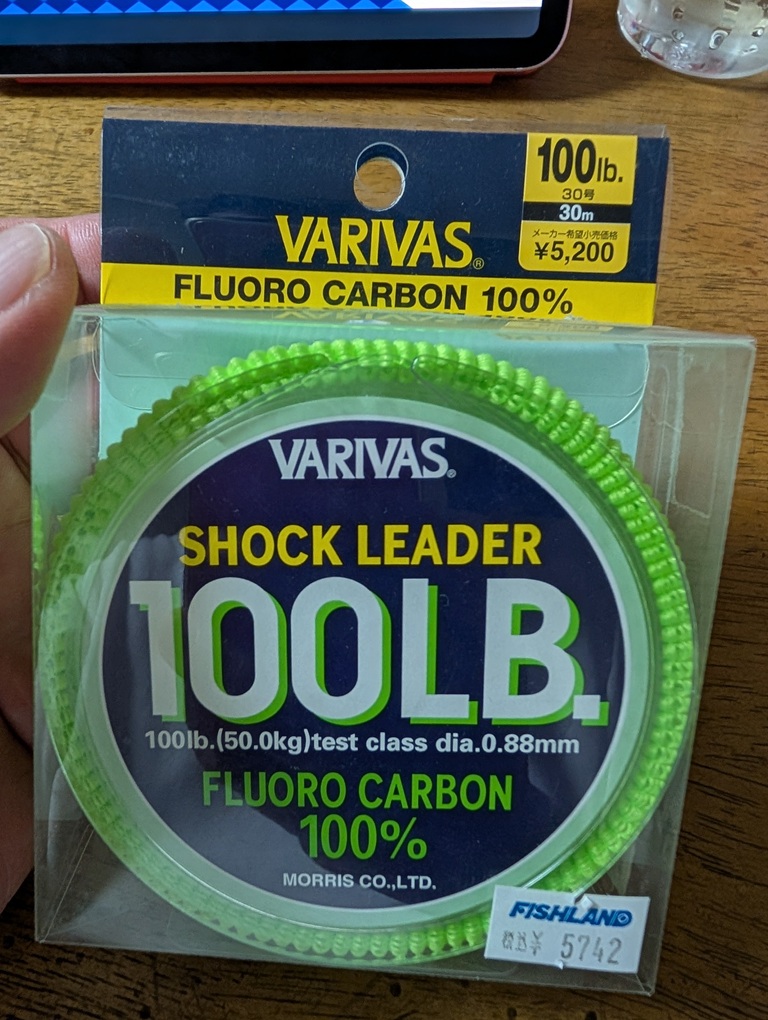 100lb.
30号
30m
メーカー希望小売価格
¥5,200
VARIVAS®
FLUORO CARBON 100%
VARIVAS®
SHOCK LEADER
100LB.
100lb.(50.0kg)test class dia.0.88mm
FLUORO CARBON
100%
MORRIS CO.,LTD.
FISHLAND
5742